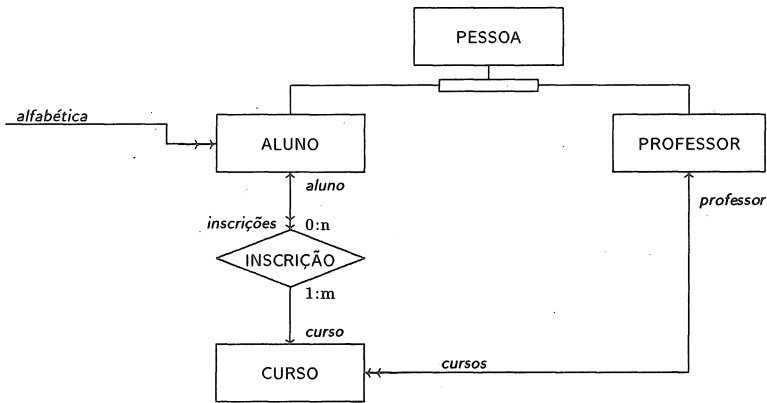 PESSOA
alfabética
ALUNO
PROFESSOR
aluno
professor
inscrições 0:n
INSCRIÇÃO
1:m
curso
cursos
CURSO